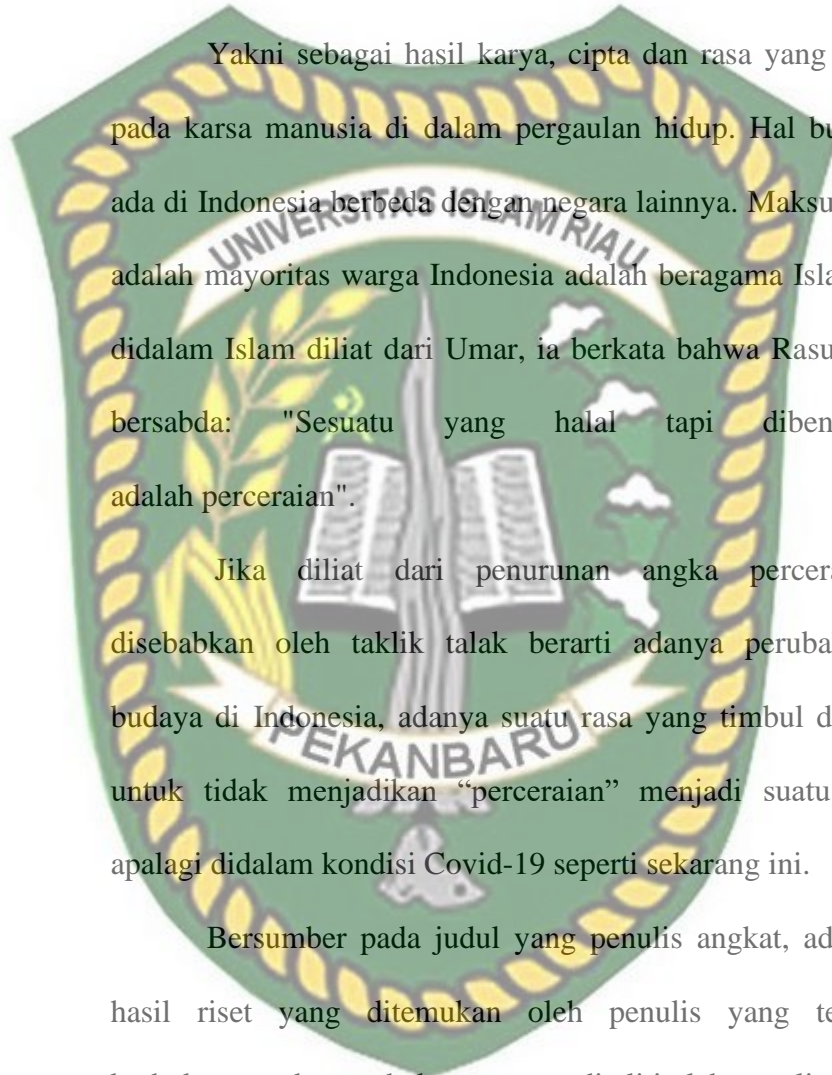 Yakni sebagai hasil karya, cipta dan rasa yang
pada karsa manusia di dalam pergaulan hidup. Hal bu
ada di Indonesia berbeda dengan negara lainnya. Maksu
UNIVERSITAS ISLAM RIAU
adalah mayoritas warga Indonesia adalah beragama Isla
didalam Islam diliat dari Umar, ia berkata bahwa Rasu
bersabda: "Sesuatu yang halal tapi diben
adalah perceraian".
Jika diliat dari penurunan angka percera
disebabkan oleh taklik talak berarti adanya peruba
budaya di Indonesia, adanya suatu rasa yang timbul d
PEKANBARU
untuk tidak menjadikan “perceraian” menjadi suatu
apalagi didalam kondisi Covid-19 seperti sekarang ini.
Bersumber pada judul yang penulis angkat, ad
hasil riset yang ditemukan oleh penulis yang te